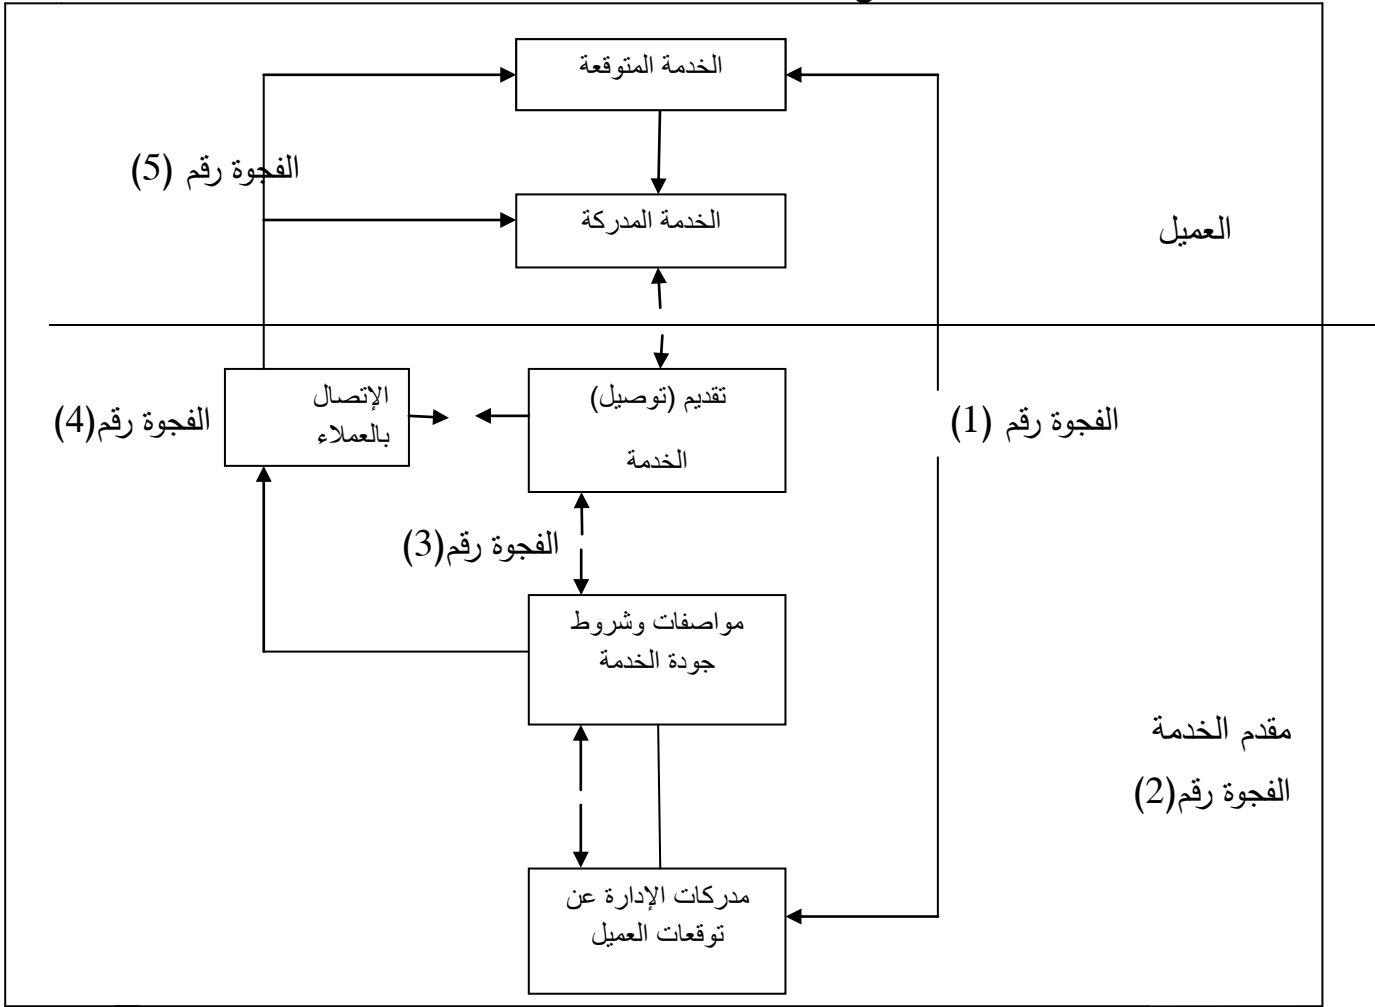 الخدمة المتوقعة
الفجوة رقم (5)
الخدمة المدركة
العميل
تقديم (توصيل)
الخدمة
الإتصال
بالعملاء
الفجوة رقم(4)
الفجوة رقم (1)
الفجوة رقم(3)
مواصفات وشروط
جودة الخدمة
مقدم الخدمة
الفجوة رقم(2)
مدركات الإدارة عن
توقعات العميل